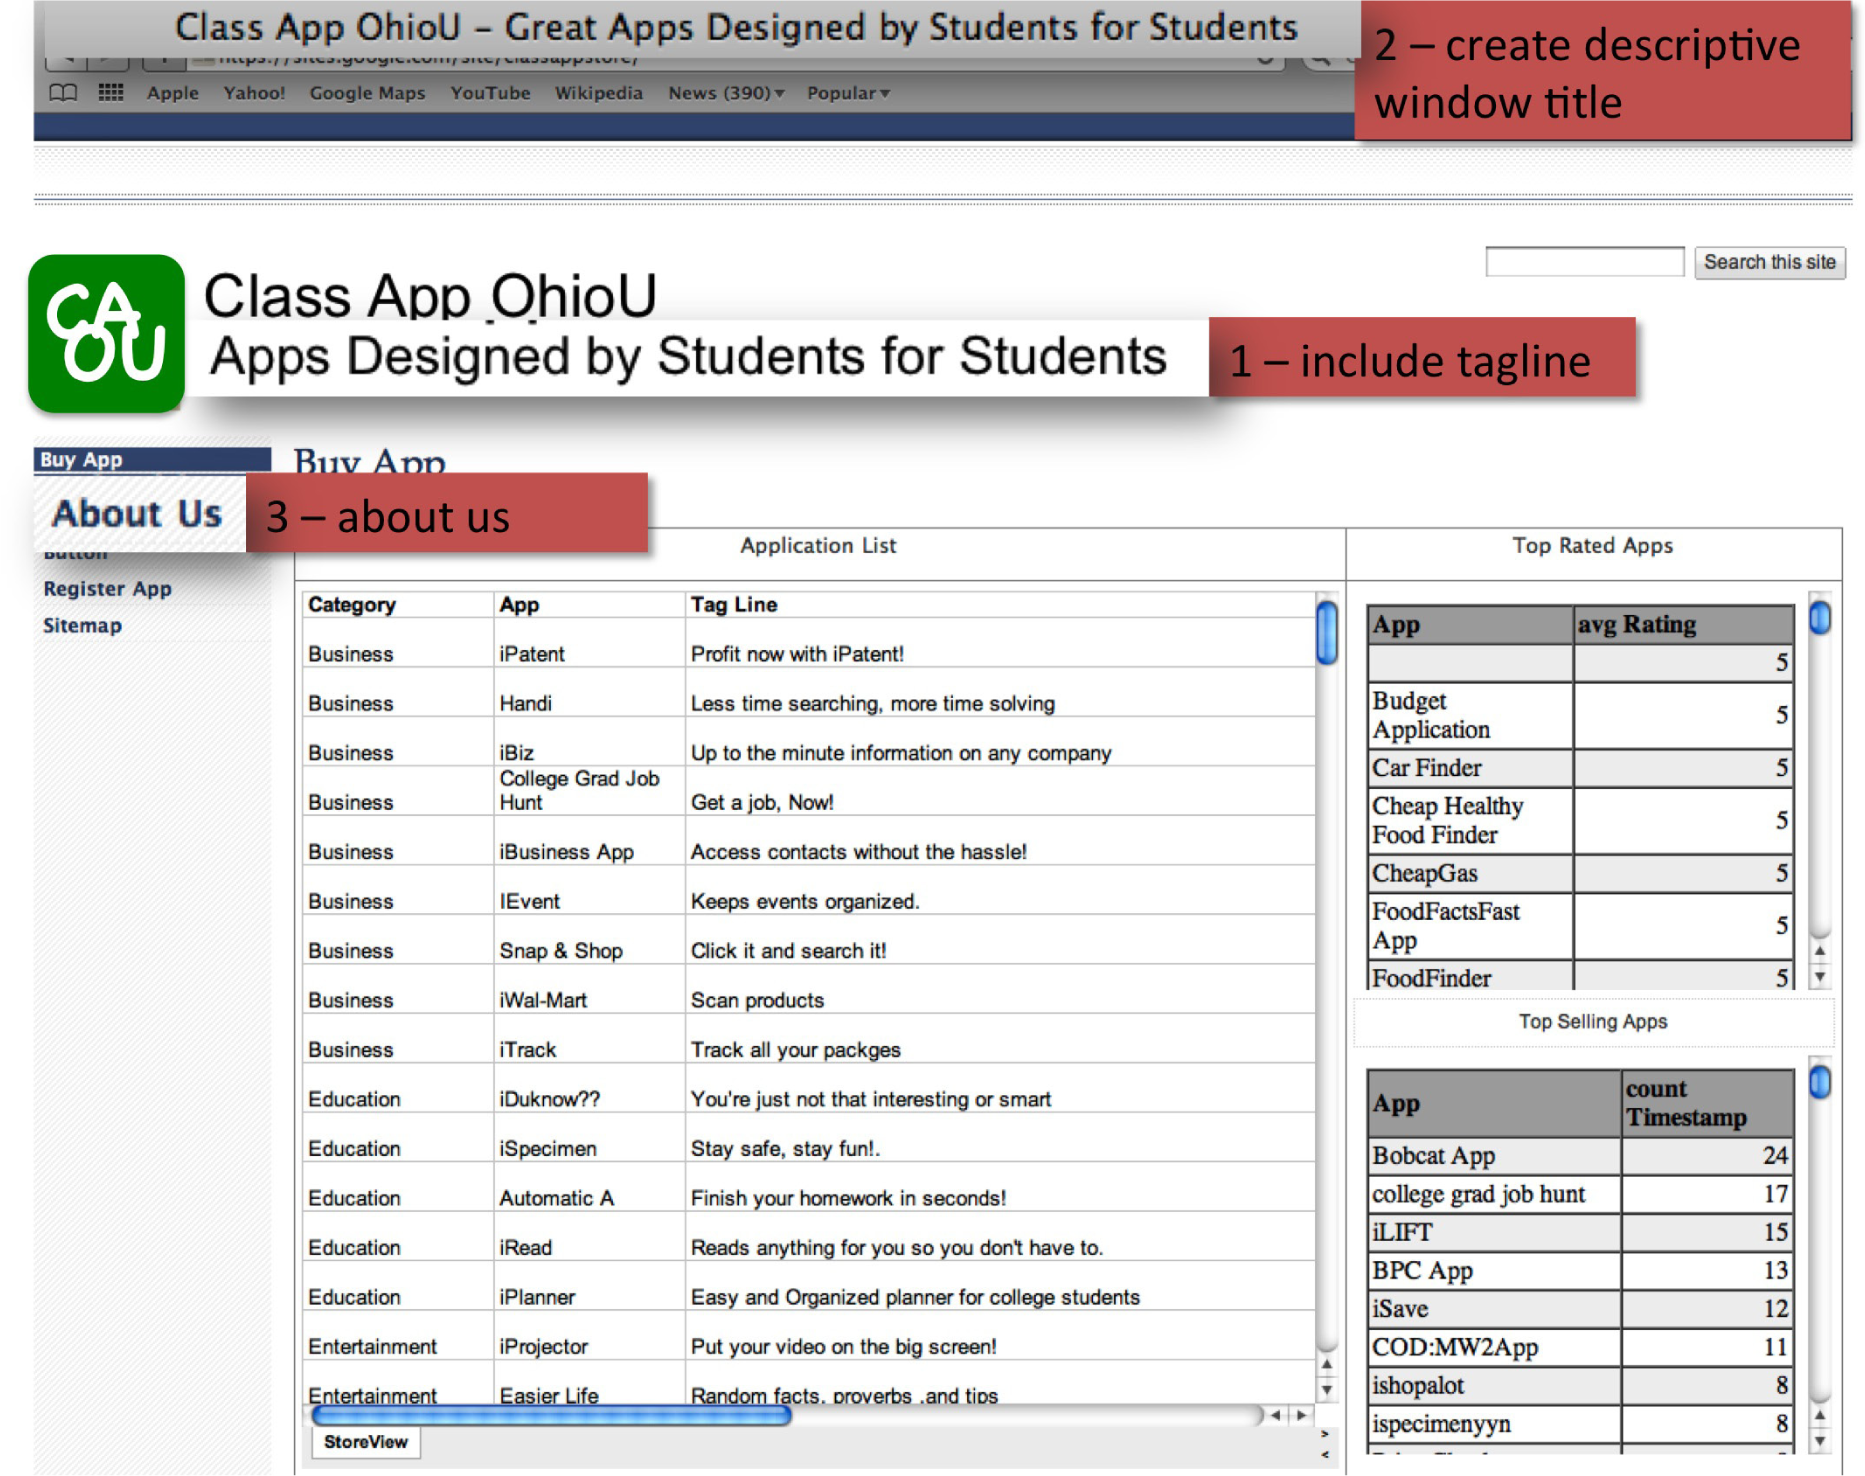 Class App OhioU – Great Apps Designed by Students for Students
2 – create descriptive
window title
https://sites.google.com/site/classappstore/
Apple Yahoo! Google Maps YouTube Wikipedia News (390) Popular
Search this site
CA
OU
Class App OhioU
Apps Designed by Students for Students
1 – include tagline
Buy App
Buy App
About Us
3 – about us
Button
Register App
Sitemap
Application List
Category App Tag Line
Business iPatent Profit now with iPatent!
Business Handi Less time searching, more time solving
Business iBiz Up to the minute information on any company
College Grad Job
Business Hunt Get a job, Now!
Business iBusiness App Access contacts without the hassle!
Business IEvent Keeps events organized.
Business Snap & Shop Click it and search it!
Business iWal-Mart Scan products
Business iTrack Track all your packges
Education iDuknow?? You're just not that interesting or smart
Education iSpecimen Stay safe, stay fun!.
Education Automatic A Finish your homework in seconds!
Education iRead Reads anything for you so you don't have to.
Education iPlanner Easy and Organized planner for college students
Entertainment iProjector Put your video on the big screen!
Entertainment Easier Life Random facts, proverbs ,and tips
StoreView
Top Rated Apps
App avg Rating
5
Budget
Application 5
Car Finder 5
Cheap Healthy
Food Finder 5
CheapGas 5
FoodFactsFast
App 5
FoodFinder 5
Top Selling Apps
App count
Timestamp
Bobcat App 24
college grad job hunt 17
iLIFT 15
BPC App 13
iSave 12
COD:MW2App 11
ishopalot 8
ispecimenyyn 8